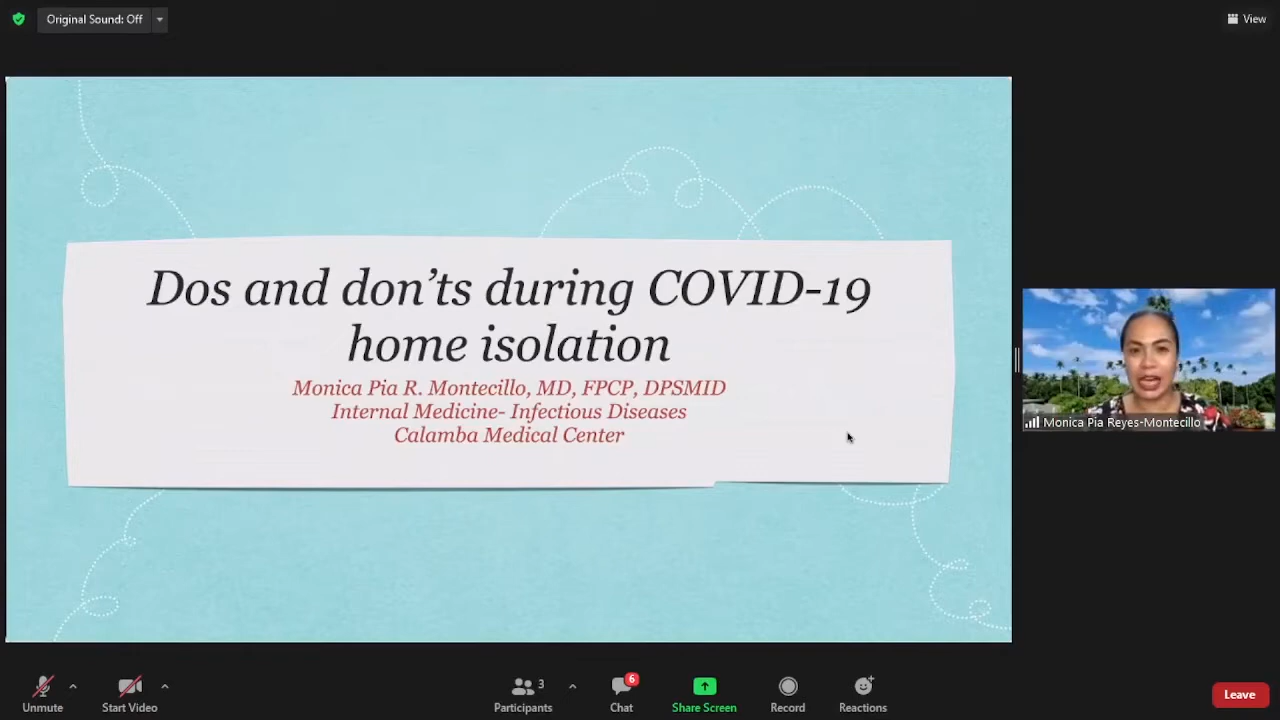 Original Sound: Off
View
Dos and don'ts during COVID-19
home isolation
Monica Pia R. Montecillo, MD, FPCP, DPSMID
Internal Medicine- Infectious Diseases
Calamba Medical Center
Monica Pia Reyes-Montecillo
Unmute
Start Video
3
Participants
6
Chat
Share Screen
Record
Reactions
Leave